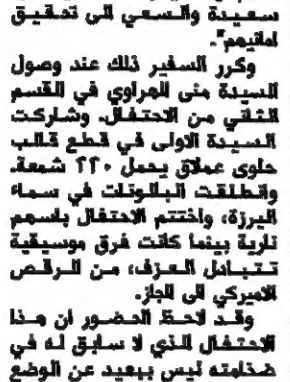 سعيدة والسعي الى تحقيق
امانيهم".
وكرر السفير ذلك عند وصول
السيدة منى الهراوي في القسم
الثاني من الاحتفال. وشاركت
السيدة الاولى في قطع قالب
حلوى عملاق يحمل ٢٢٠ شمعة.
وانطلقت البالونات في سماء
اليرزة، واختتم الاحتفال باسهم
نارية بينما كانت فرق موسيقية
تتبادل العزف، من الرقص
الاميركي الى الجاز.
وقد لاحظ الحضور ان هذا
الاحتفال الذي لا سابق له في
ضخامته ليس ببعيد عن الوضع